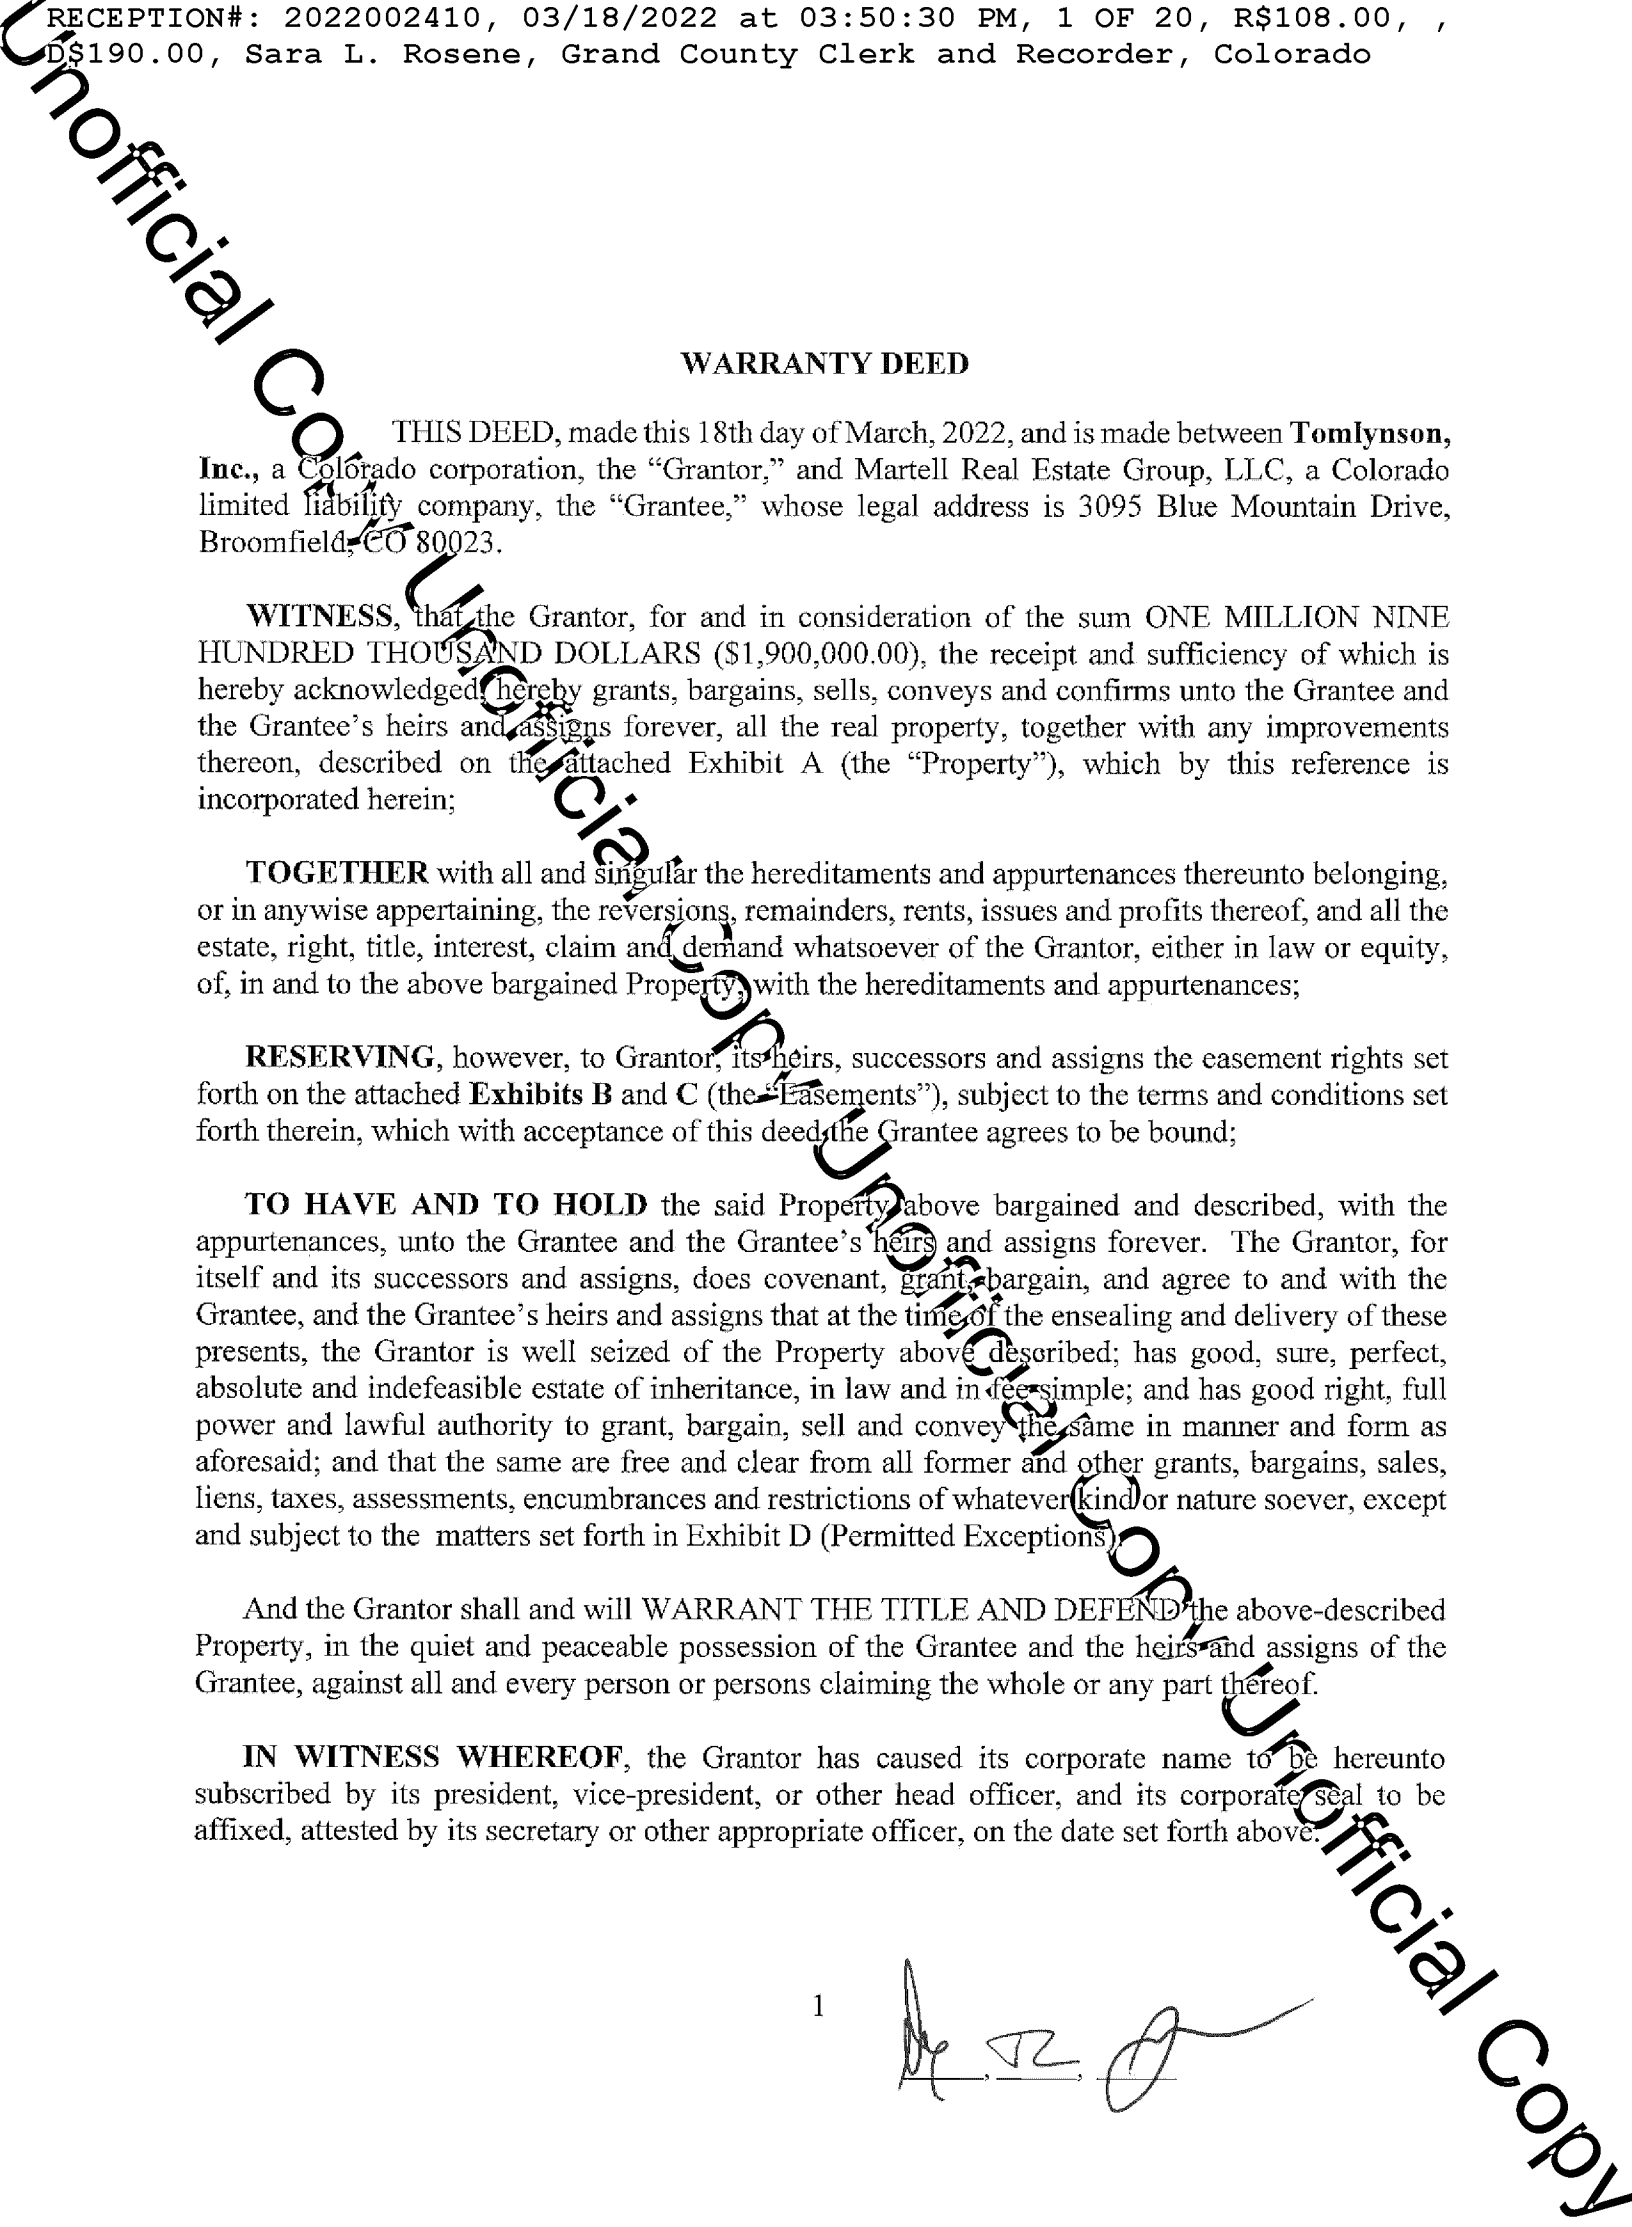 RECEPTION#: 2022002410, 03/18/2022 at 03:50:30 PM, 1 OF 20, R$108.00, ,
D$190.00, Sara L. Rosene, Grand County Clerk and Recorder, Colorado
WARRANTY DEED
THIS DEED, made this 18th day of March, 2022, and is made between Tomlynson,
Inc., a Colorado corporation, the “Grantor,” and Martell Real Estate Group, LLC, a Colorado
limited liability company, the “Grantee,” whose legal address is 3095 Blue Mountain Drive,
Broomfield, CO 80023.
WITNESS, that the Grantor, for and in consideration of the sum ONE MILLION NINE
HUNDRED THOUSAND DOLLARS ($1,900,000.00), the receipt and sufficiency of which is
hereby acknowledged, hereby grants, bargains, sells, conveys and confirms unto the Grantee and
the Grantee’s heirs and assigns forever, all the real property, together with any improvements
thereon, described on the attached Exhibit A (the “Property”), which by this reference is
incorporated herein;
TOGETHER with all and singular the hereditaments and appurtenances thereunto belonging,
or in anywise appertaining, the reversions, remainders, rents, issues and profits thereof, and all the
estate, right, title, interest, claim and demand whatsoever of the Grantor, either in law or equity,
of, in and to the above bargained Property, with the hereditaments and appurtenances;
RESERVING, however, to Grantor, its heirs, successors and assigns the easement rights set
forth on the attached Exhibits B and C (the “Easements”), subject to the terms and conditions set
forth therein, which with acceptance of this deed, the Grantee agrees to be bound;
TO HAVE AND TO HOLD the said Property above bargained and described, with the
appurtenances, unto the Grantee and the Grantee’s heirs and assigns forever. The Grantor, for
itself and its successors and assigns, does covenant, grant, bargain, and agree to and with the
Grantee, and the Grantee’s heirs and assigns that at the time of the ensealing and delivery of these
presents, the Grantor is well seized of the Property above described; has good, sure, perfect,
absolute and indefeasible estate of inheritance, in law and in fee simple; and has good right, full
power and lawful authority to grant, bargain, sell and convey the same in manner and form as
aforesaid; and that the same are free and clear from all former and other grants, bargains, sales,
liens, taxes, assessments, encumbrances and restrictions of whatever kind or nature soever, except
and subject to the matters set forth in Exhibit D (Permitted Exceptions).
And the Grantor shall and will WARRANT THE TITLE AND DEFEND the above-described
Property, in the quiet and peaceable possession of the Grantee and the heirs and assigns of the
Grantee, against all and every person or persons claiming the whole or any part thereof.
IN WITNESS WHEREOF, the Grantor has caused its corporate name to be hereunto
subscribed by its president, vice-president, or other head officer, and its corporate seal to be
affixed, attested by its secretary or other appropriate officer, on the date set forth above.
1
Unofficial Copy Unofficial Copy Unofficial Copy Unofficial Copy